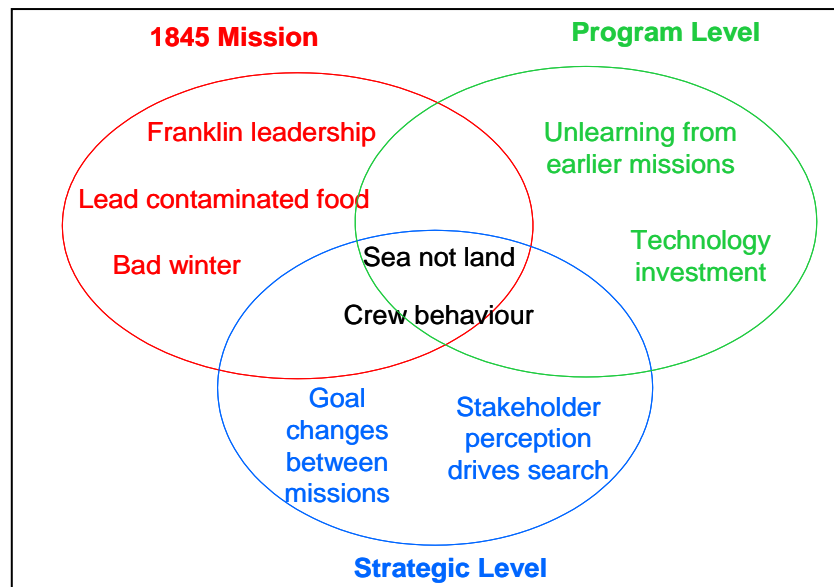 1845 Mission
Program Level
Franklin leadership
Lead contaminated food
Bad winter
Unlearning from
earlier missions
Technology
investment
Sea not land
Crew behaviour
Goal
changes
between
missions
Stakeholder
perception
drives search
Strategic Level